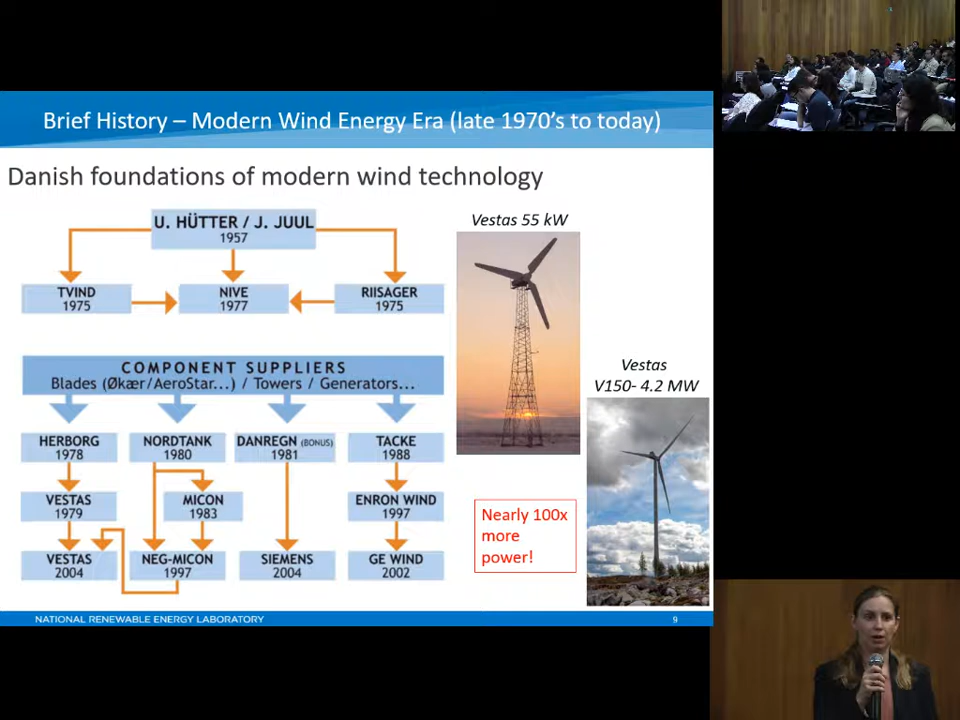 Brief History – Modern Wind Energy Era (late 1970's to today)
Danish foundations of modern wind technology
U. HÜTTER / J. JUUL
1957
TVIND
1975
NIVE
1977
RIISAGER
1975
COMPONENT SUPPLIERS
Blades (Økær/AeroStar...) / Towers / Generators...
HERBORG
1978
NORDTANK
1980
DANREGN (BONUS)
1981
TACKE
1988
VESTAS
1979
MICON
1983
ENRON WIND
1997
VESTAS
2004
NEG-MICON
1997
SIEMENS
2004
GE WIND
2002
Vestas 55 kW
Vestas
V150- 4.2 MW
Nearly 100x
more
power!
NATIONAL RENEWABLE ENERGY LABORATORY
9